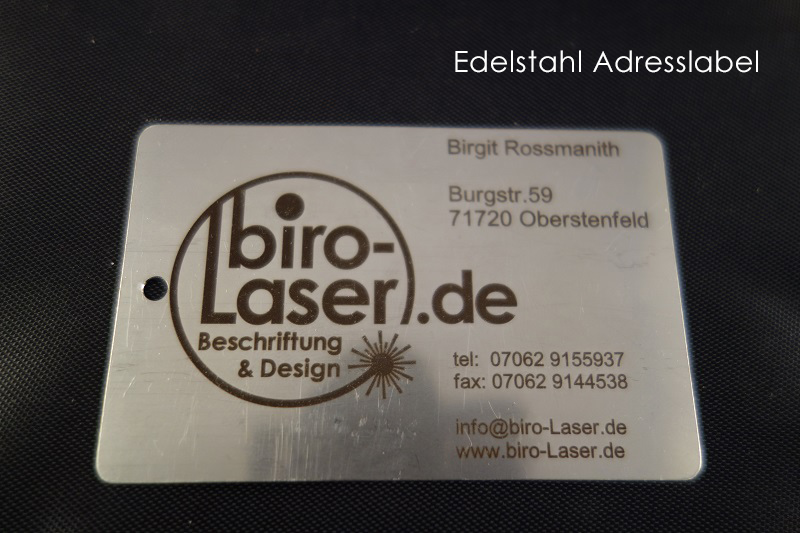 Edelstahl Adresslabel
Birgit Rossmanith
Burgstr.59
71720 Oberstenfeld
biro-
Laser.de
Beschriftung
& Design
tel: 07062 9155937
fax: 07062 9144538
info@biro-Laser.de
www.biro-Laser.de